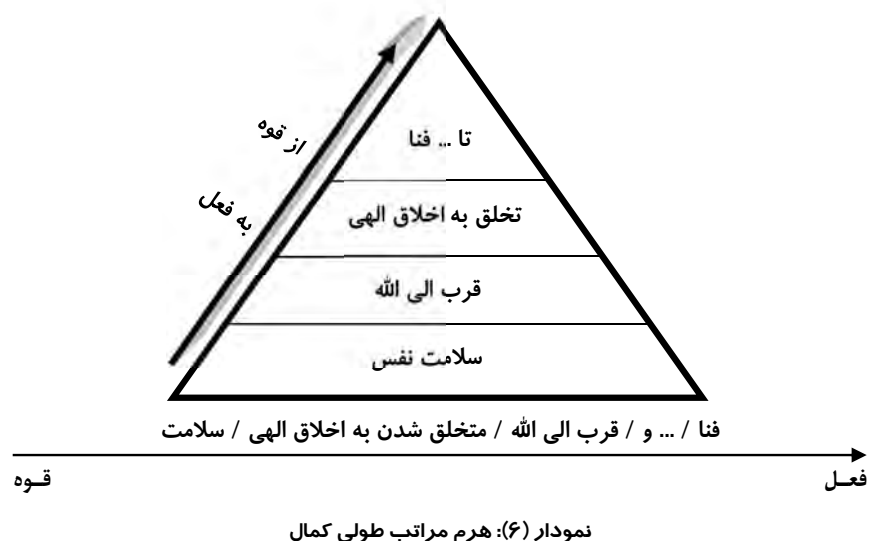 از قوه
به فعل
تا ... فنا
تخلق به اخلاق الهی
قرب الی الله
سلامت نفس
فنا / ... و / قرب الی الله / متخلق شدن به اخلاق الهی / سلامت
فعـل
قـوه
نمودار (۶): هرم مراتب طولی کمال